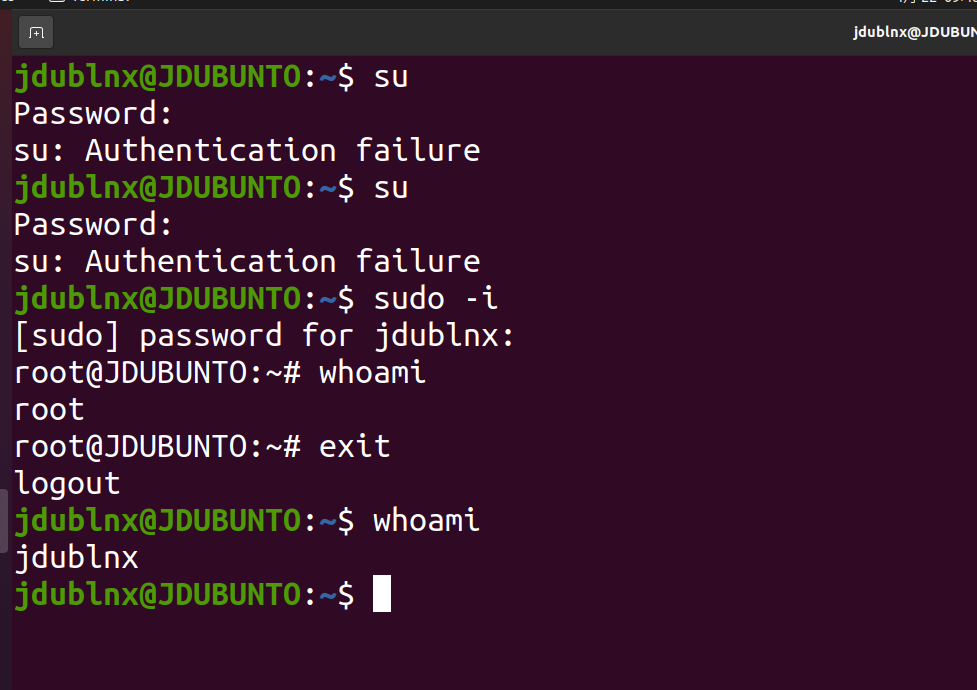 jdublnx@JDUBUN
jdublnx@JDUBUNTO:~$ su
Password:
su: Authentication failure
jdublnx@JDUBUNTO:~$ su
Password:
su: Authentication failure
jdublnx@JDUBUNTO:~$ sudo -i
[sudo] password for jdublnx:
root@JDUBUNTO:~# whoami
root
root@JDUBUNTO:~# exit
logout
jdublnx@JDUBUNTO:~$ whoami
jdublnx
jdublnx@JDUBUNTO:~$